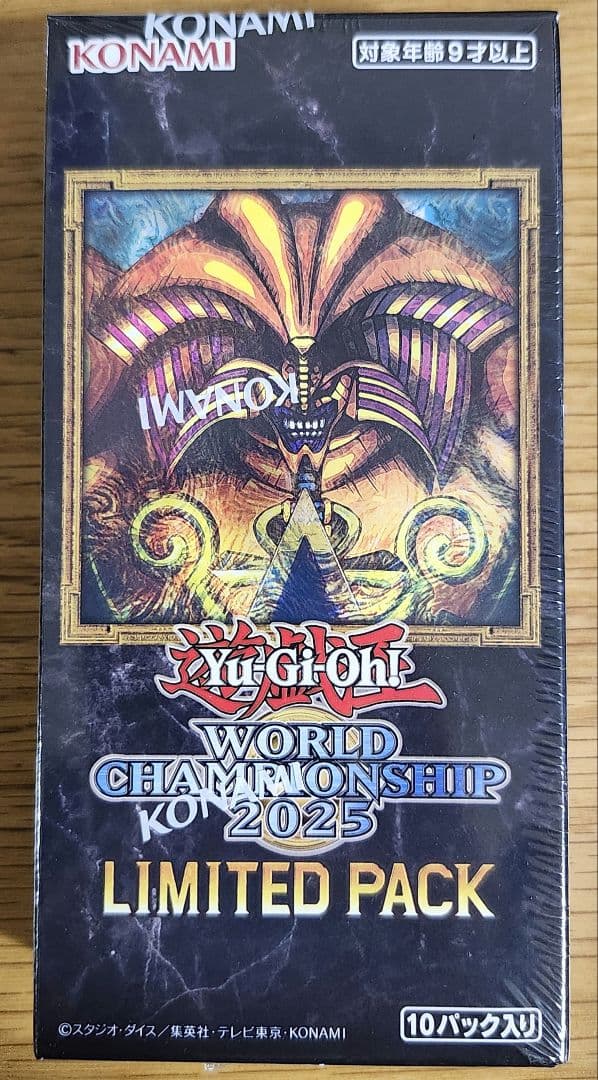 KONAMI
KONAMI
対象年齢9才以上
KONAMI
遊戯王
Yu-Gi-Oh!
WORLD
CHAMPIONSHIP
2025
KONAMI
LIMITED PACK
©スタジオ・ダイス/集英社・テレビ東京・KONAMI
10パック入り